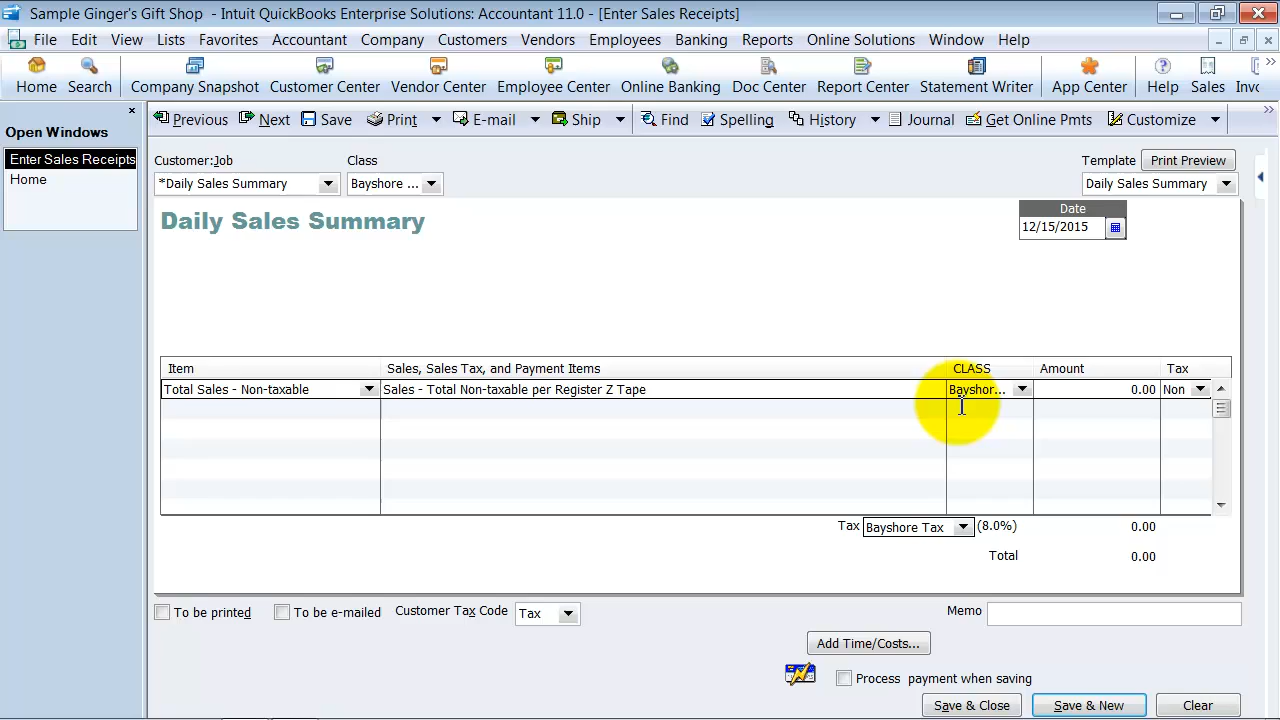 Sample Ginger's Gift Shop - Intuit QuickBooks Enterprise Solutions: Accountant 11.0 - [Enter Sales Receipts]
File Edit View Lists Favorites Accountant Company Customers Vendors Employees Banking Reports Online Solutions Window Help
Home Search Company Snapshot Customer Center Vendor Center Employee Center Online Banking Doc Center Report Center Statement Writer App Center Help Sales Invc
Open Windows
Enter Sales Receipts
Home
Previous Next Save Print E-mail Ship Find Spelling History Journal Get Online Pmts Customize
Customer:Job Class Template Print Preview
*Daily Sales Summary Bayshore ... Daily Sales Summary
Daily Sales Summary
Date
12/15/2015
Item Sales, Sales Tax, and Payment Items CLASS Amount Tax
Total Sales - Non-taxable Sales - Total Non-taxable per Register Z Tape Bayshor... 0.00 Non
Tax Bayshore Tax (8.0%) 0.00
Total 0.00
To be printed To be e-mailed Customer Tax Code Tax Memo
Add Time/Costs...
Process payment when saving
Save & Close Save & New Clear